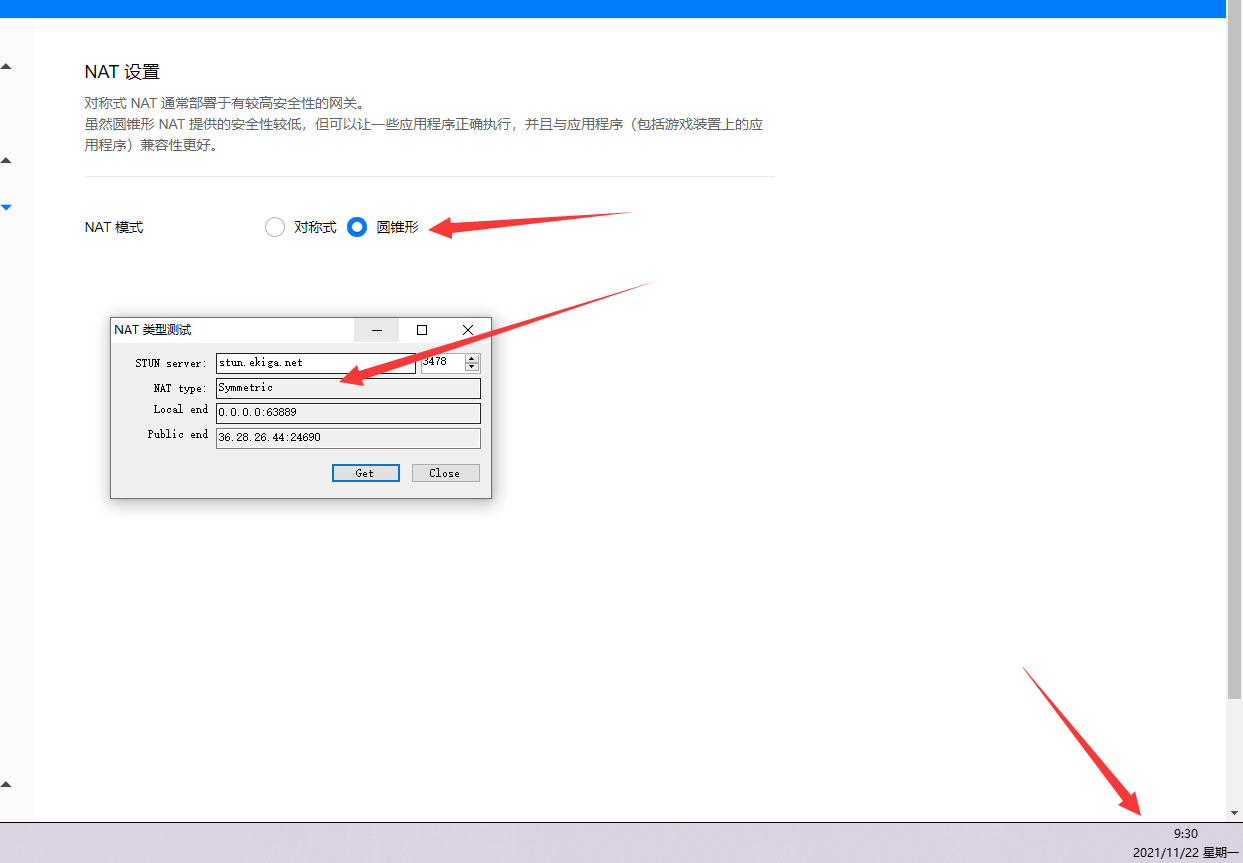 NAT 设置
对称式 NAT 通常部署于有较高安全性的网关。
虽然圆锥形 NAT 提供的安全性较低，但可以让一些应用程序正确执行，并且与应用程序（包括游戏装置上的应
用程序）兼容性更好。
NAT 模式 对称式 圆锥形
NAT 类型测试
STUN server: stun.ekiga.net 3478
NAT type: Symmetric
Local end 0.0.0.0:63889
Public end 36.28.26.44:24690
Get Close
9:30
2021/11/22 星期一